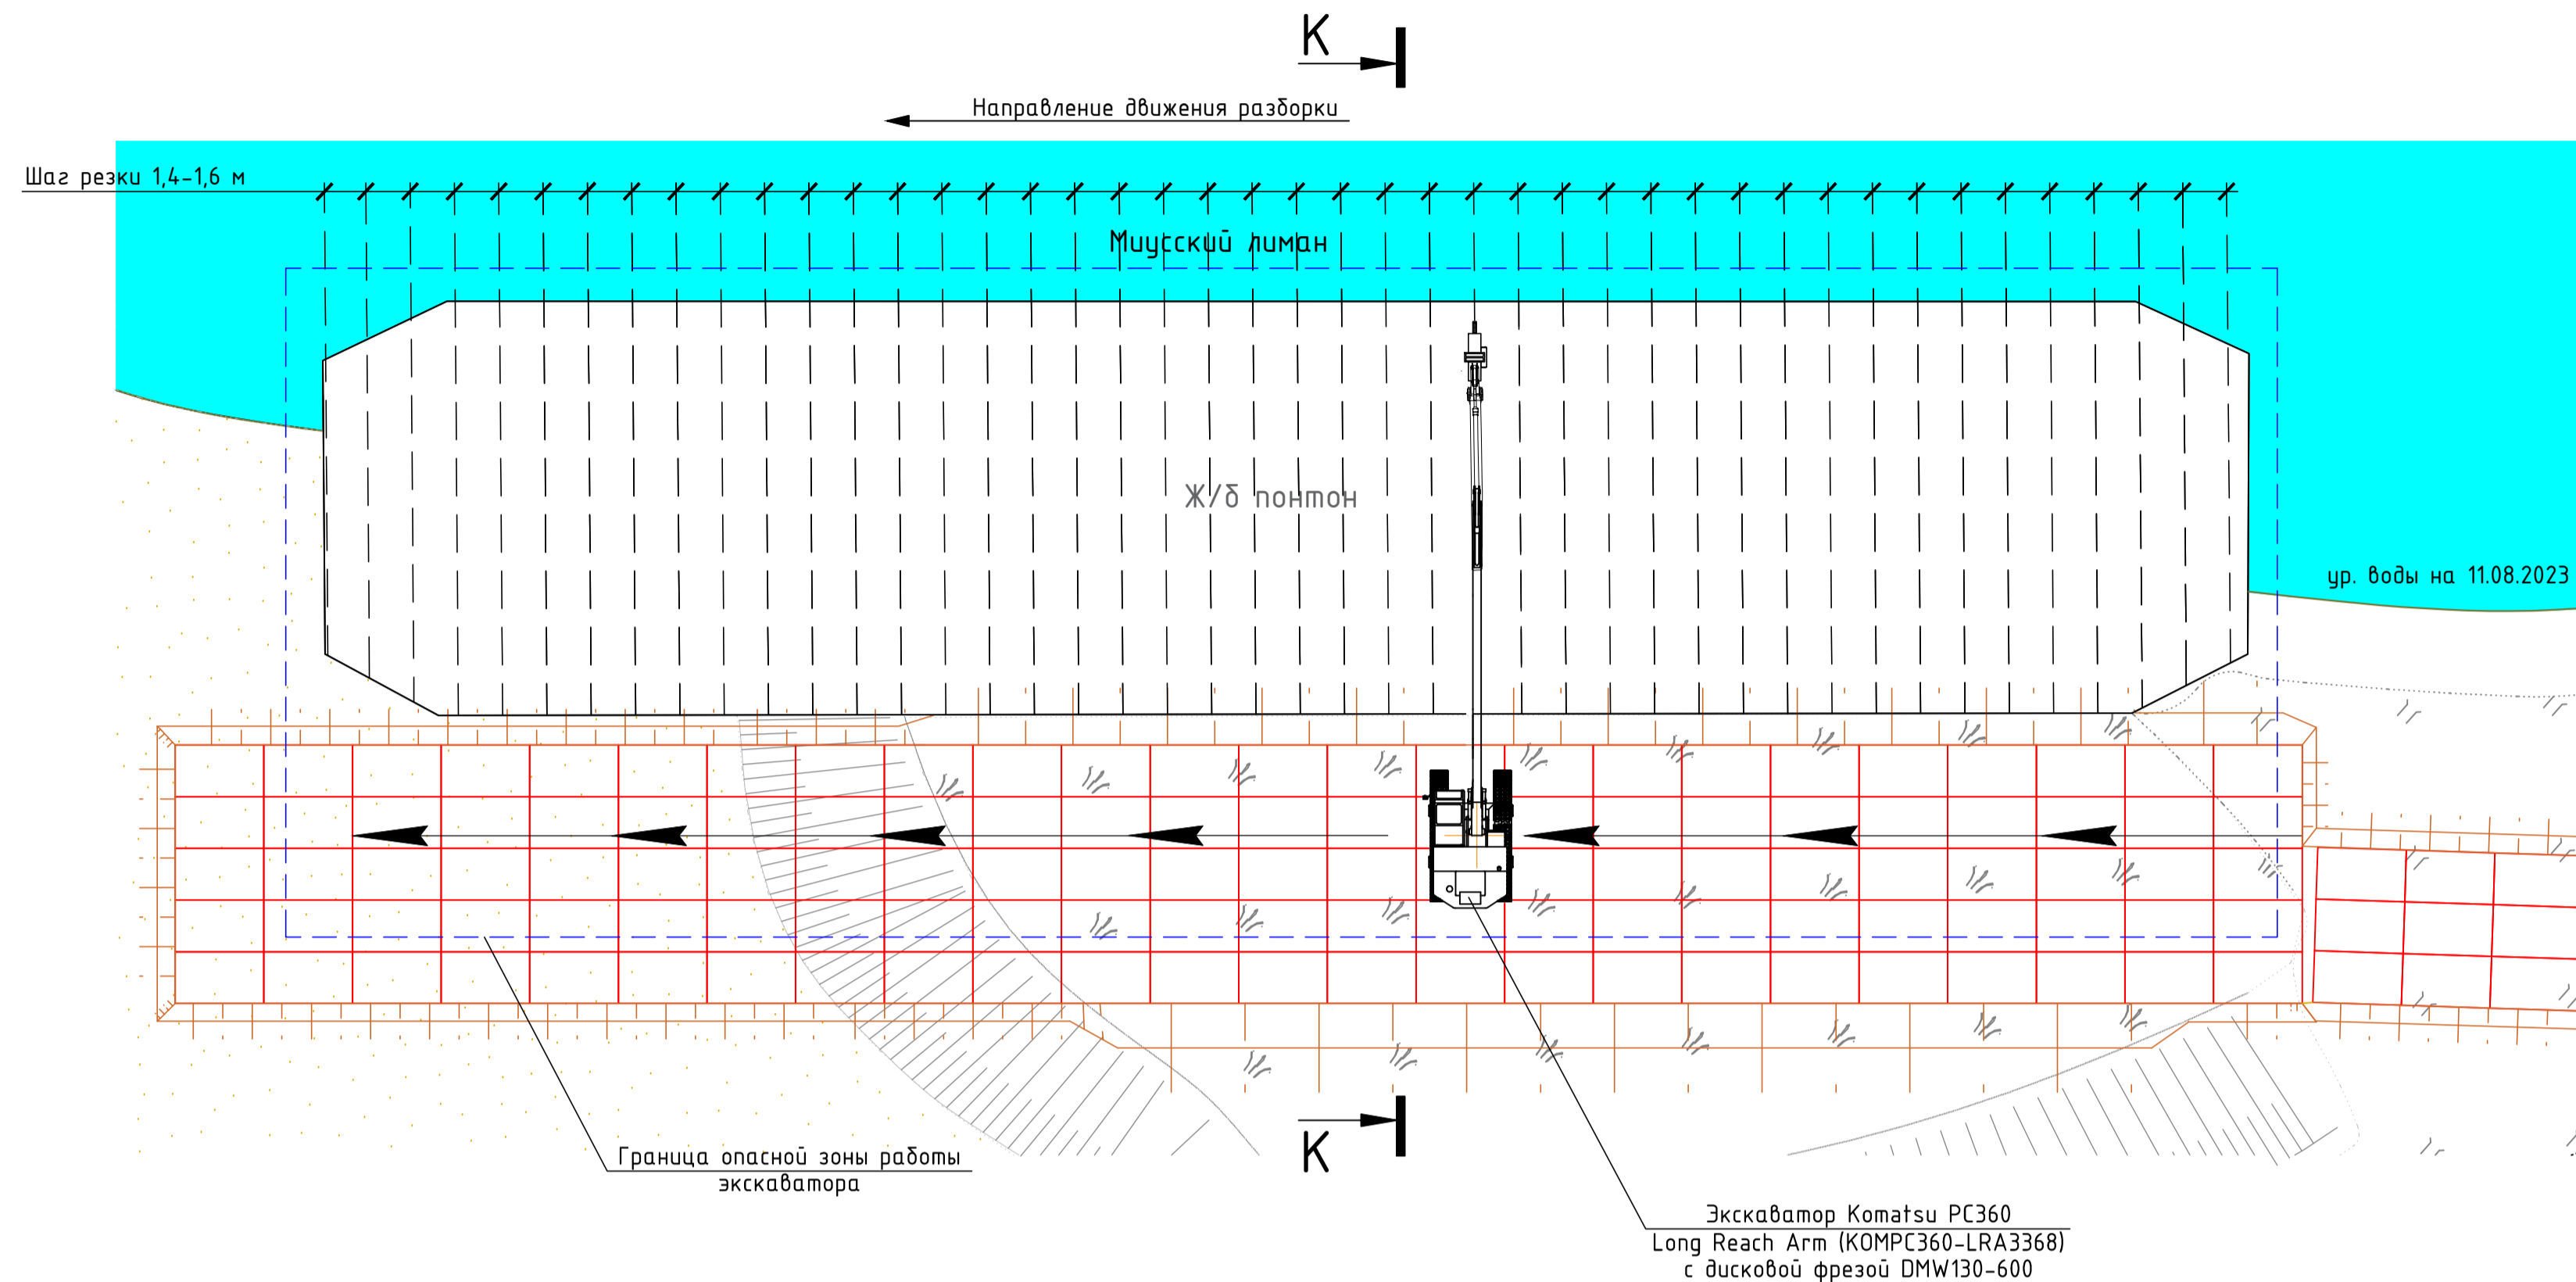 К
Направление движения разборки
Шаг резки 1,4-1,6 м
Миусский лиман
Ж/б понтон
ур. воды на 11.08.2023
К
Граница опасной зоны работы
экскаватора
Экскаватор Komatsu PC360
Long Reach Arm (KOMPC360-LRA3368)
с дисковой фрезой DMW130-600